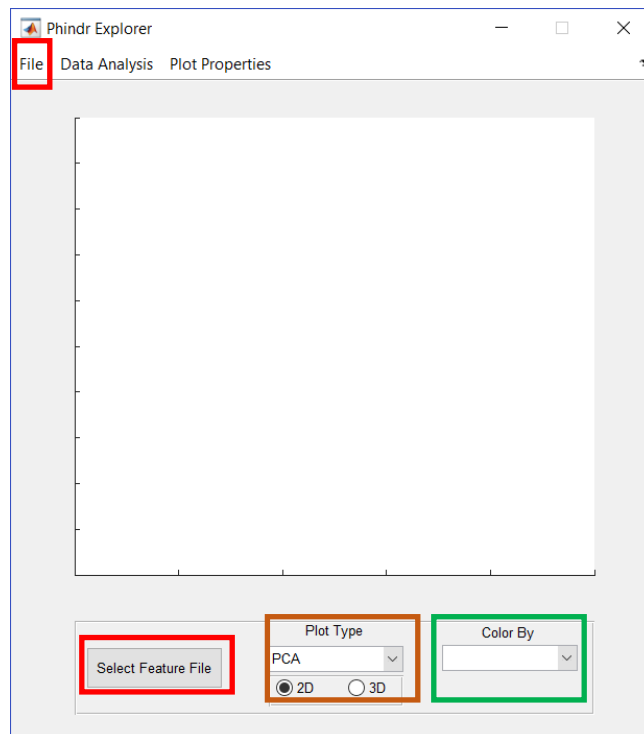 Phindr Explorer
File Data Analysis Plot Properties
Plot Type
Color By
Select Feature File
PCA
2D 3D